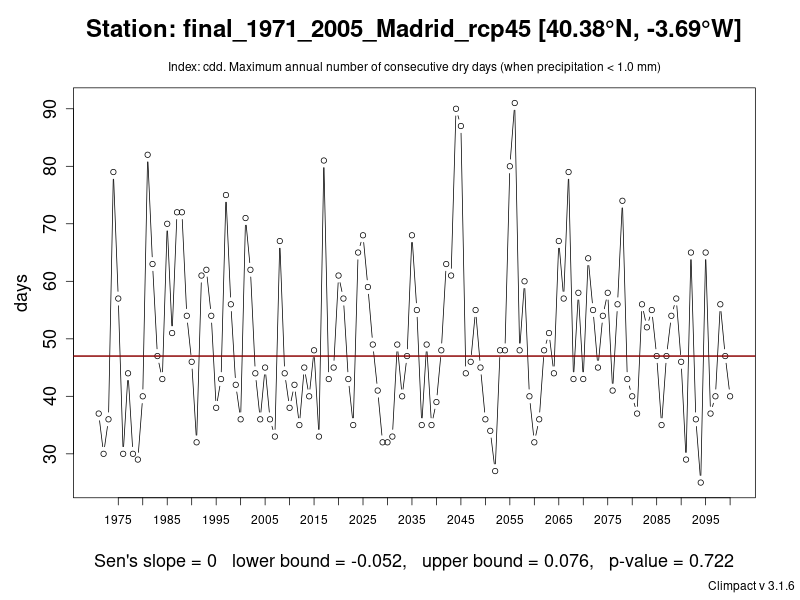 Station: final_1971_2005_Madrid_rcp45 [40.38°N, -3.69°W]
Index: cdd. Maximum annual number of consecutive dry days (when precipitation < 1.0 mm)
90
80
70
60
50
40
30
days
1975 1985 1995 2005 2015 2025 2035 2045 2055 2065 2075 2085 2095
Sen's slope = 0 lower bound = -0.052, upper bound = 0.076, p-value = 0.722
Climpact v 3.1.6